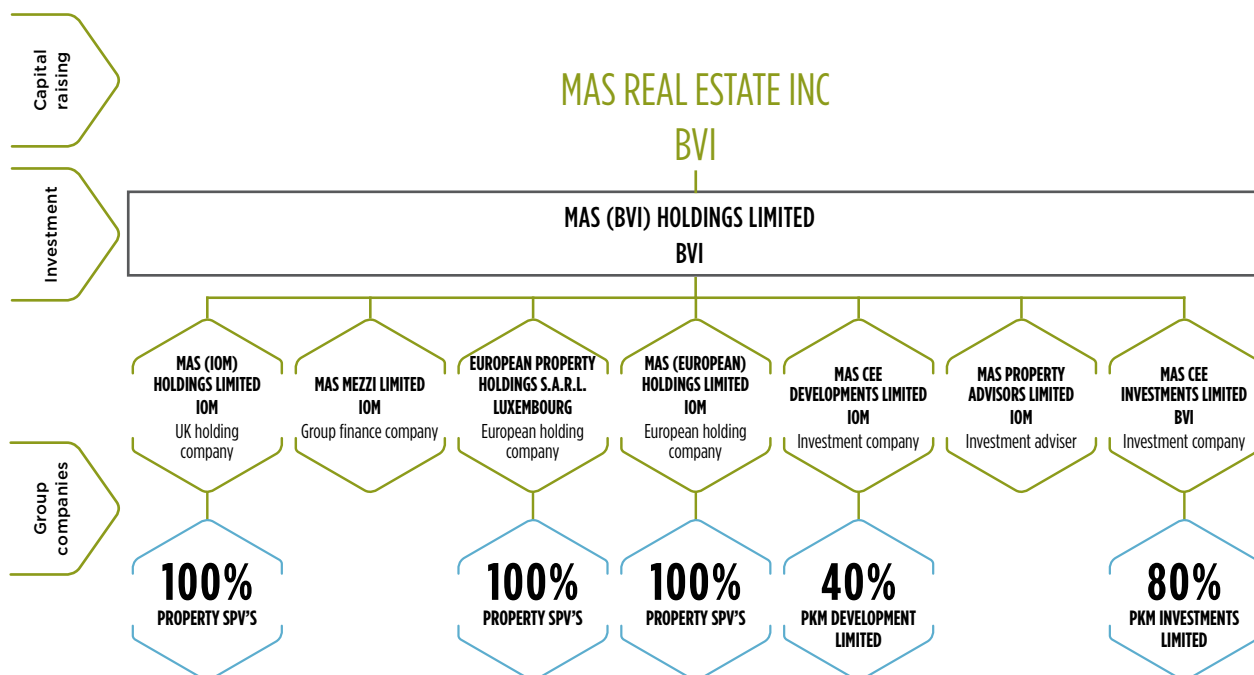 Capital
raising
MAS REAL ESTATE INC
BVI
Investment
MAS (BVI) HOLDINGS LIMITED
BVI
MAS (IOM)
HOLDINGS LIMITED
IOM
UK holding
company
MAS MEZZI LIMITED
IOM
Group finance company
EUROPEAN PROPERTY
HOLDINGS S.A.R.L.
LUXEMBOURG
European holding
company
MAS (EUROPEAN)
HOLDINGS LIMITED
IOM
European holding
company
MAS CEE
DEVELOPMENTS LIMITED
IOM
Investment company
MAS PROPERTY
ADVISORS LIMITED
IOM
Investment adviser
MAS CEE
INVESTMENTS LIMITED
BVI
Investment company
Group
companies
100%
PROPERTY SPV'S
100%
PROPERTY SPV'S
100%
PROPERTY SPV'S
40%
PKM DEVELOPMENT
LIMITED
80%
PKM INVESTMENTS
LIMITED